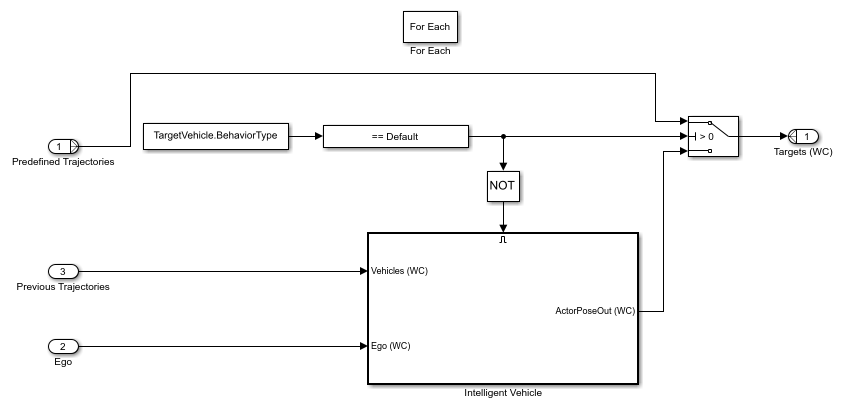 For Each
For Each
TargetVehicle.BehaviorType
== Default
> 0
1
Predefined Trajectories
1
Targets (WC)
NOT
3
Previous Trajectories
Vehicles (WC)
ActorPoseOut (WC)
2
Ego
Ego (WC)
Intelligent Vehicle